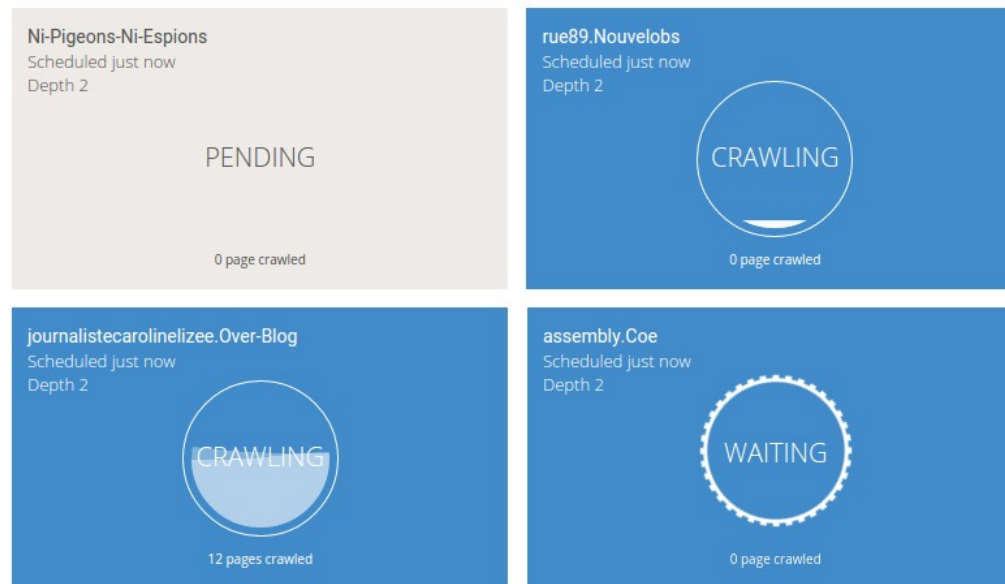 Ni-Pigeons-Ni-Espions
Scheduled just now
Depth 2
PENDING
0 page crawled
rue89.Nouvelobs
Scheduled just now
Depth 2
CRAWLING
0 page crawled
journalistecarolinelizee.Over-Blog
Scheduled just now
Depth 2
CRAWLING
12 pages crawled
assembly.Coe
Scheduled just now
Depth 2
WAITING
0 page crawled